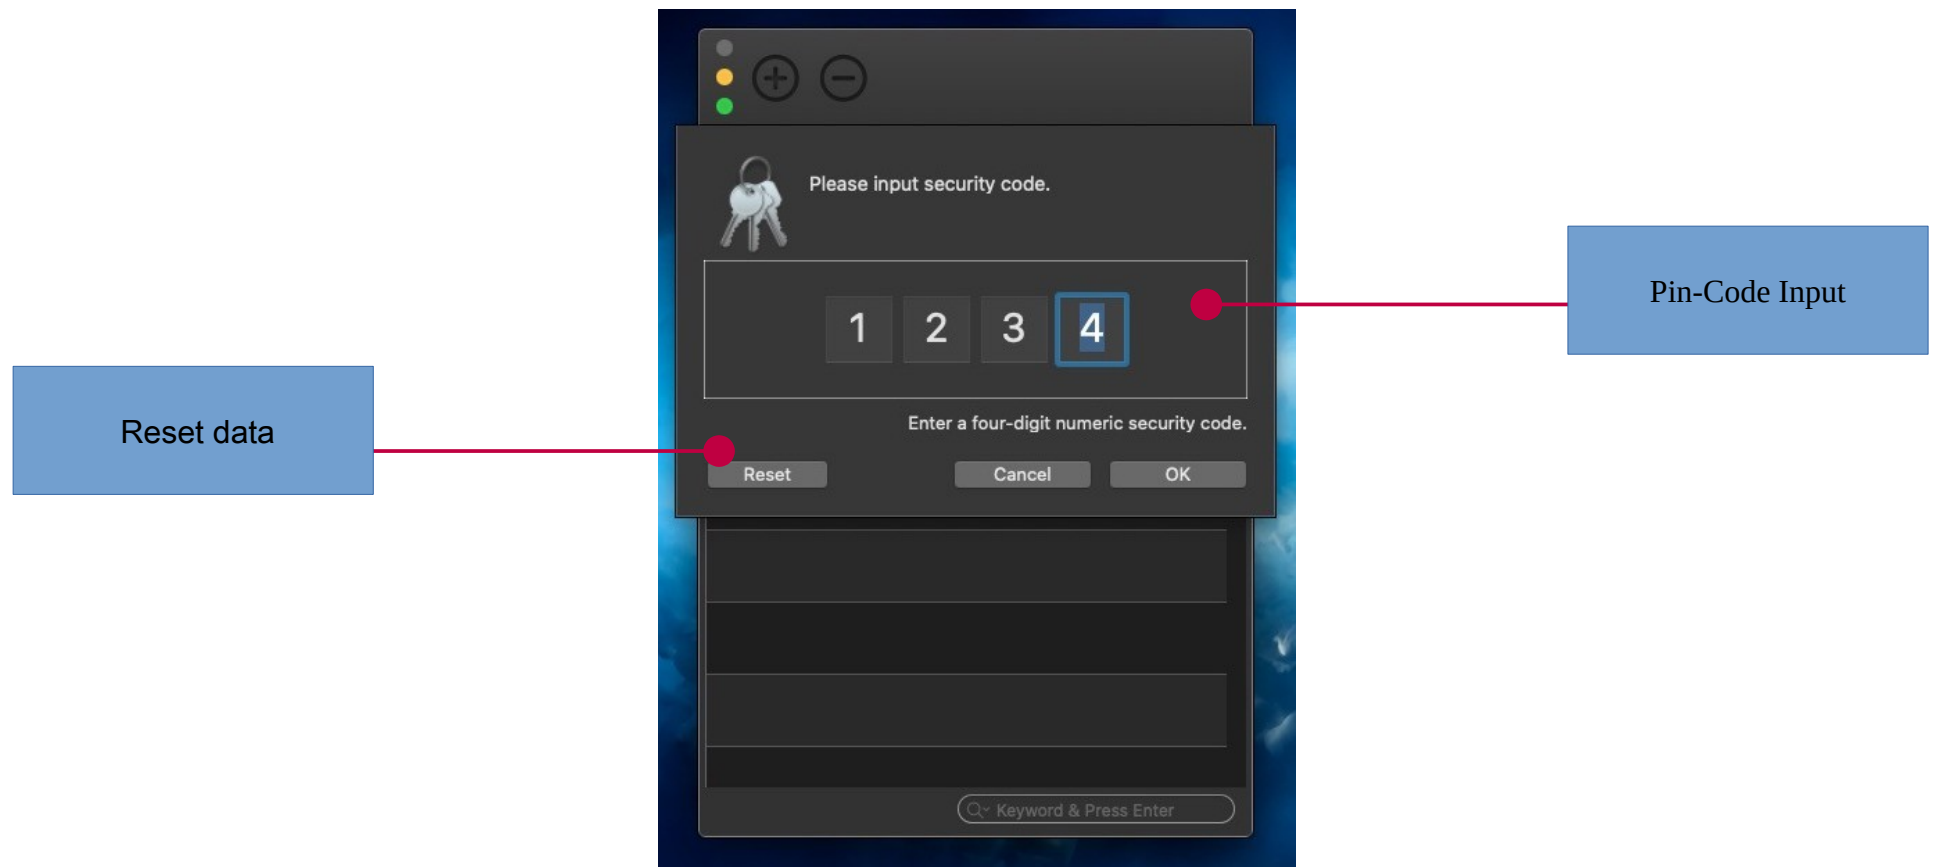 Please input security code.
1 2 3 4
Pin-Code Input
Enter a four-digit numeric security code.
Reset data
Reset Cancel OK
Keyword & Press Enter